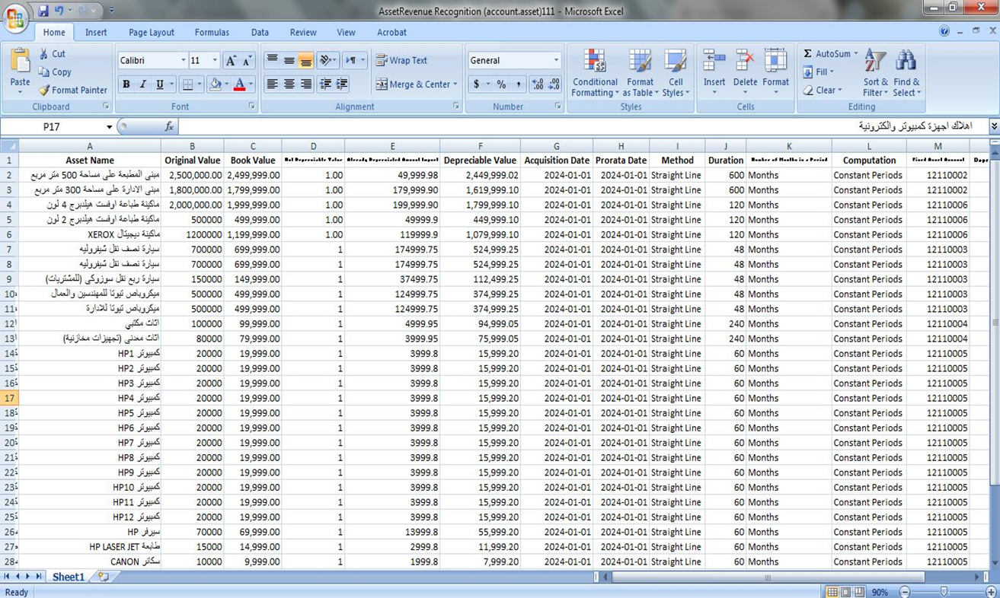 AssetRevenue Recognition (account.asset)111 - Microsoft Excel
Home Insert Page Layout Formulas Data Review View Acrobat
Paste Cut Calibri 11 Wrap Text General Conditional Formatting Format as Table Cell Styles Insert Delete Format AutoSum Sort & Filter Find & Select
Copy Fill
Format Painter B I U Merge & Center $ % , Clear
Clipboard Font Alignment Number Styles Cells Editing
P17 fx اهلاك اجهزة كمبيوتر والكترونية
A B C D E F G H I J K L M
1 Asset Name Original Value Book Value Not Depreciable Value Already Depreciated Amount Import Depreciable Value Acquisition Date Prorata Date Method Duration Number of Months in a Period Computation Fixed Asset Account
2 مبنى المطبعة على مساحة 500 متر مربع 2,500,000.00 2,499,999.00 1.00 49,999.98 2,449,999.02 2024-01-01 2024-01-01 Straight Line 600 Months Constant Periods 12110002
3 مبنى الادارة على مساحة 300 متر مربع 1,800,000.00 1,799,999.00 1.00 179,999.90 1,619,999.10 2024-01-01 2024-01-01 Straight Line 600 Months Constant Periods 12110002
4 ماكينة طباعة اوفست هيلدبرج 4 لون 2,000,000.00 1,999,999.00 1.00 199,999.90 1,799,999.10 2024-01-01 2024-01-01 Straight Line 120 Months Constant Periods 12110006
5 ماكينة طباعة اوفست هيلدبرج 2 لون 500000 499,999.00 1.00 49999.9 449,999.10 2024-01-01 2024-01-01 Straight Line 120 Months Constant Periods 12110006
6 ماكينة ديجيتال XEROX 1200000 1,199,999.00 1.00 119999.9 1,079,999.10 2024-01-01 2024-01-01 Straight Line 120 Months Constant Periods 12110006
7 سيارة نصف نقل شيفروليه 700000 699,999.00 1 174999.75 524,999.25 2024-01-01 2024-01-01 Straight Line 48 Months Constant Periods 12110003
8 سيارة نصف نقل شيفروليه 700000 699,999.00 1 174999.75 524,999.25 2024-01-01 2024-01-01 Straight Line 48 Months Constant Periods 12110003
9 سيارة ربع نقل سوزوكى (للمشتريات) 150000 149,999.00 1 37499.75 112,499.25 2024-01-01 2024-01-01 Straight Line 48 Months Constant Periods 12110003
10 ميكروباص تيوتا للمهندسين والعمال 500000 499,999.00 1 124999.75 374,999.25 2024-01-01 2024-01-01 Straight Line 48 Months Constant Periods 12110003
11 ميكروباص تيوتا للادارة 500000 499,999.00 1 124999.75 374,999.25 2024-01-01 2024-01-01 Straight Line 48 Months Constant Periods 12110003
12 اثاث مكتبي 100000 99,999.00 1 4999.95 94,999.05 2024-01-01 2024-01-01 Straight Line 240 Months Constant Periods 12110004
13 اثاث معدنى (تجهيزات مخازنية) 80000 79,999.00 1 3999.95 75,999.05 2024-01-01 2024-01-01 Straight Line 240 Months Constant Periods 12110004
14 كمبيوتر HP1 20000 19,999.00 1 3999.8 15,999.20 2024-01-01 2024-01-01 Straight Line 60 Months Constant Periods 12110005
15 كمبيوتر HP2 20000 19,999.00 1 3999.8 15,999.20 2024-01-01 2024-01-01 Straight Line 60 Months Constant Periods 12110005
16 كمبيوتر HP3 20000 19,999.00 1 3999.8 15,999.20 2024-01-01 2024-01-01 Straight Line 60 Months Constant Periods 12110005
17 كمبيوتر HP4 20000 19,999.00 1 3999.8 15,999.20 2024-01-01 2024-01-01 Straight Line 60 Months Constant Periods 12110005
18 كمبيوتر HP5 20000 19,999.00 1 3999.8 15,999.20 2024-01-01 2024-01-01 Straight Line 60 Months Constant Periods 12110005
19 كمبيوتر HP6 20000 19,999.00 1 3999.8 15,999.20 2024-01-01 2024-01-01 Straight Line 60 Months Constant Periods 12110005
20 كمبيوتر HP7 20000 19,999.00 1 3999.8 15,999.20 2024-01-01 2024-01-01 Straight Line 60 Months Constant Periods 12110005
21 كمبيوتر HP8 20000 19,999.00 1 3999.8 15,999.20 2024-01-01 2024-01-01 Straight Line 60 Months Constant Periods 12110005
22 كمبيوتر HP9 20000 19,999.00 1 3999.8 15,999.20 2024-01-01 2024-01-01 Straight Line 60 Months Constant Periods 12110005
23 كمبيوتر HP10 20000 19,999.00 1 3999.8 15,999.20 2024-01-01 2024-01-01 Straight Line 60 Months Constant Periods 12110005
24 كمبيوتر HP11 20000 19,999.00 1 3999.8 15,999.20 2024-01-01 2024-01-01 Straight Line 60 Months Constant Periods 12110005
25 كمبيوتر HP12 20000 19,999.00 1 3999.8 15,999.20 2024-01-01 2024-01-01 Straight Line 60 Months Constant Periods 12110005
26 سيرفر HP 70000 69,999.00 1 13999.8 55,999.20 2024-01-01 2024-01-01 Straight Line 60 Months Constant Periods 12110005
27 طابعة HP LASER JET 15000 14,999.00 1 2999.8 11,999.20 2024-01-01 2024-01-01 Straight Line 60 Months Constant Periods 12110005
28 سكانر CANON 10000 9,999.00 1 1999.8 7,999.20 2024-01-01 2024-01-01 Straight Line 60 Months Constant Periods 12110005
Sheet1
Ready 90%